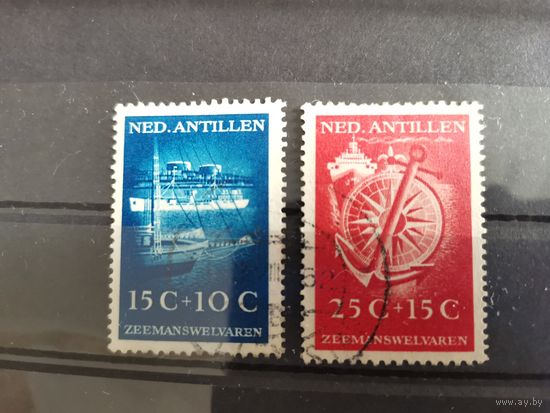 NED. ANTILLEN
15 C + 10 C
ZEEMANSWELVAREN
NED. ANTILLEN
25 C + 15 C
ZEEMANSWELVAREN
www.ay.by